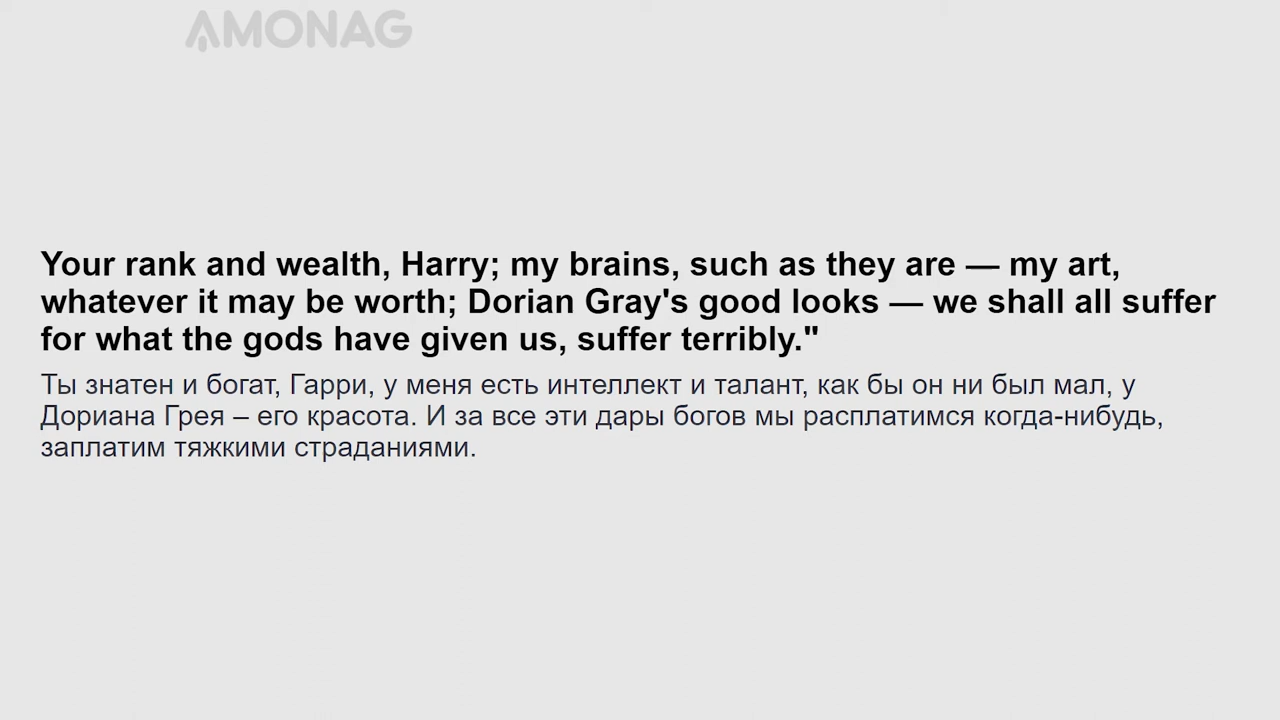 AMONAG
Your rank and wealth, Harry; my brains, such as they are — my art,
whatever it may be worth; Dorian Gray's good looks — we shall all suffer
for what the gods have given us, suffer terribly."
Ты знатен и богат, Гарри, у меня есть интеллект и талант, как бы он ни был мал, у
Дориана Грея – его красота. И за все эти дары богов мы расплатимся когда-нибудь,
заплатим тяжкими страданиями.